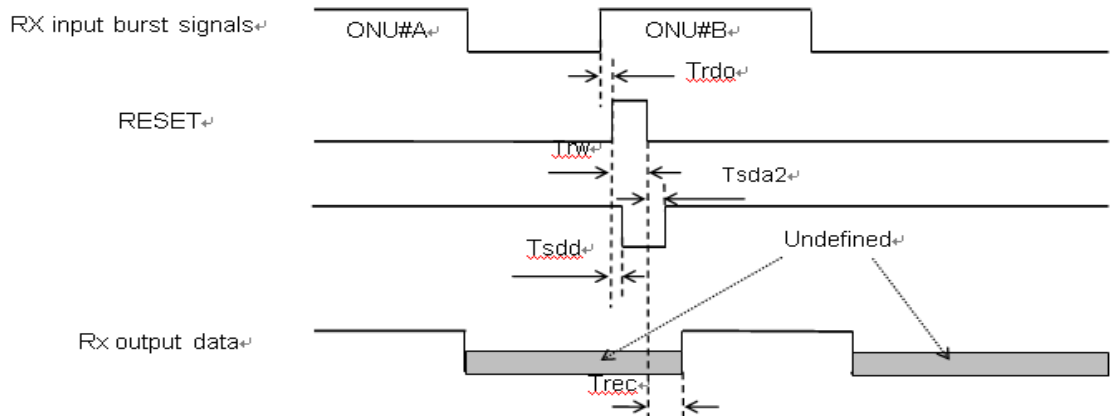 RX input burst signals
ONU#A
ONU#B
Trdo
RESET
Trw
Tsda2
Tsdd
Undefined
Rx output data
Trec